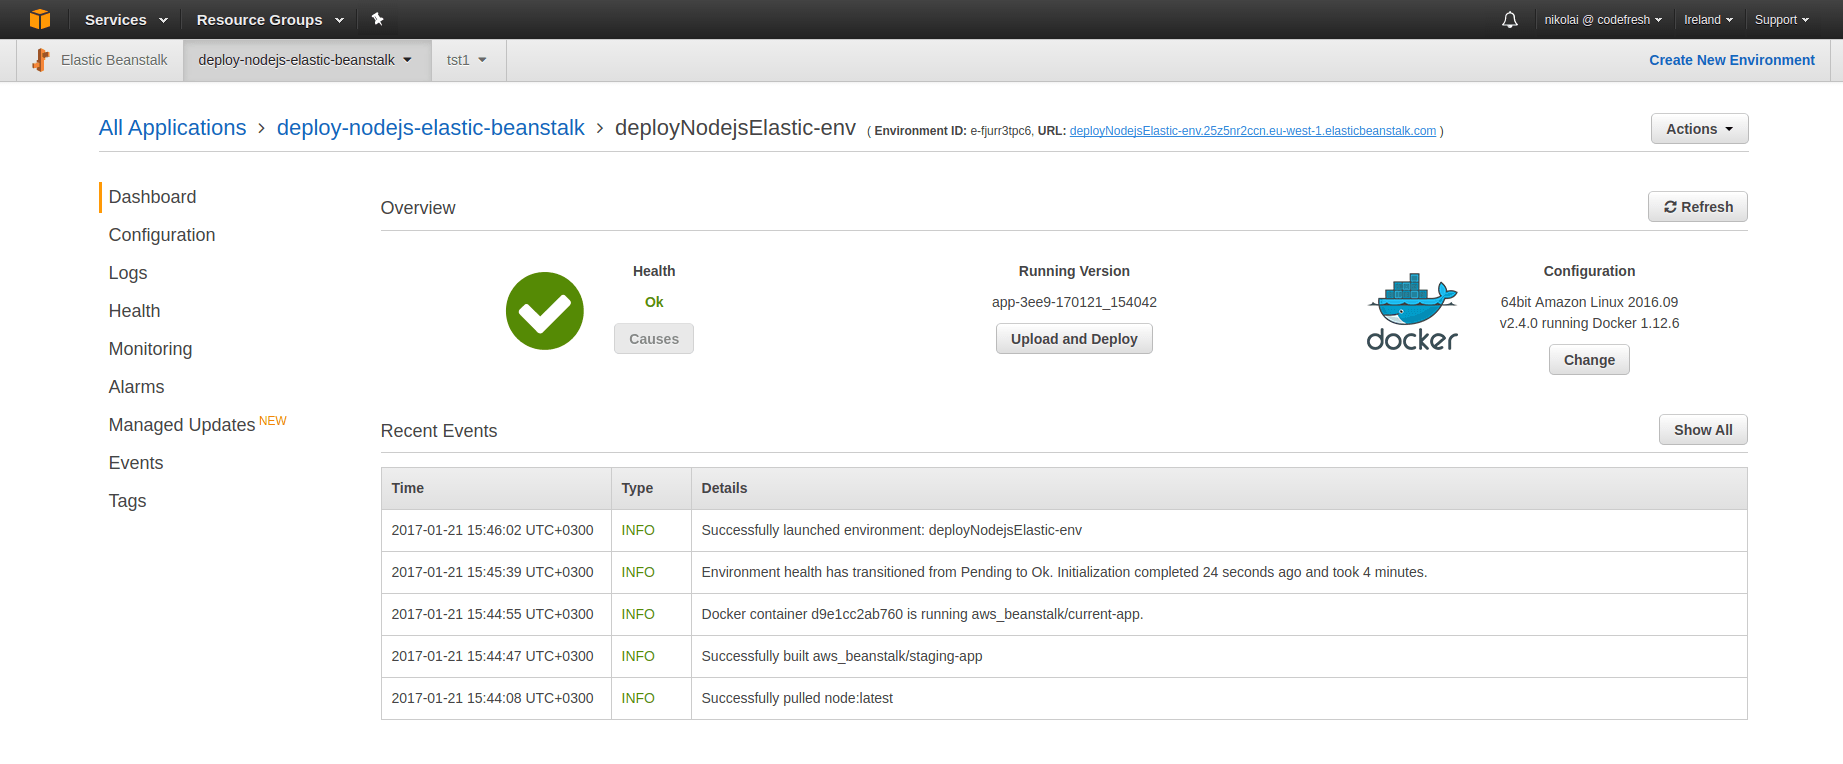 Services Resource Groups nikolai @ codefresh Ireland Support
Elastic Beanstalk deploy-nodejs-elastic-beanstalk tst1 Create New Environment
All Applications › deploy-nodejs-elastic-beanstalk › deployNodejsElastic-env ( Environment ID: e-fjurr3tpc6, URL: deployNodejsElastic-env.25z5nr2ccn.eu-west-1.elasticbeanstalk.com ) Actions
Dashboard
Configuration
Logs
Health
Monitoring
Alarms
Managed Updates NEW
Events
Tags
Overview Refresh
Health
Ok
Causes
Running Version
app-3ee9-170121_154042
Upload and Deploy
docker
Configuration
64bit Amazon Linux 2016.09
v2.4.0 running Docker 1.12.6
Change
Recent Events Show All
Time Type Details
2017-01-21 15:46:02 UTC+0300 INFO Successfully launched environment: deployNodejsElastic-env
2017-01-21 15:45:39 UTC+0300 INFO Environment health has transitioned from Pending to Ok. Initialization completed 24 seconds ago and took 4 minutes.
2017-01-21 15:44:55 UTC+0300 INFO Docker container d9e1cc2ab760 is running aws_beanstalk/current-app.
2017-01-21 15:44:47 UTC+0300 INFO Successfully built aws_beanstalk/staging-app
2017-01-21 15:44:08 UTC+0300 INFO Successfully pulled node:latest